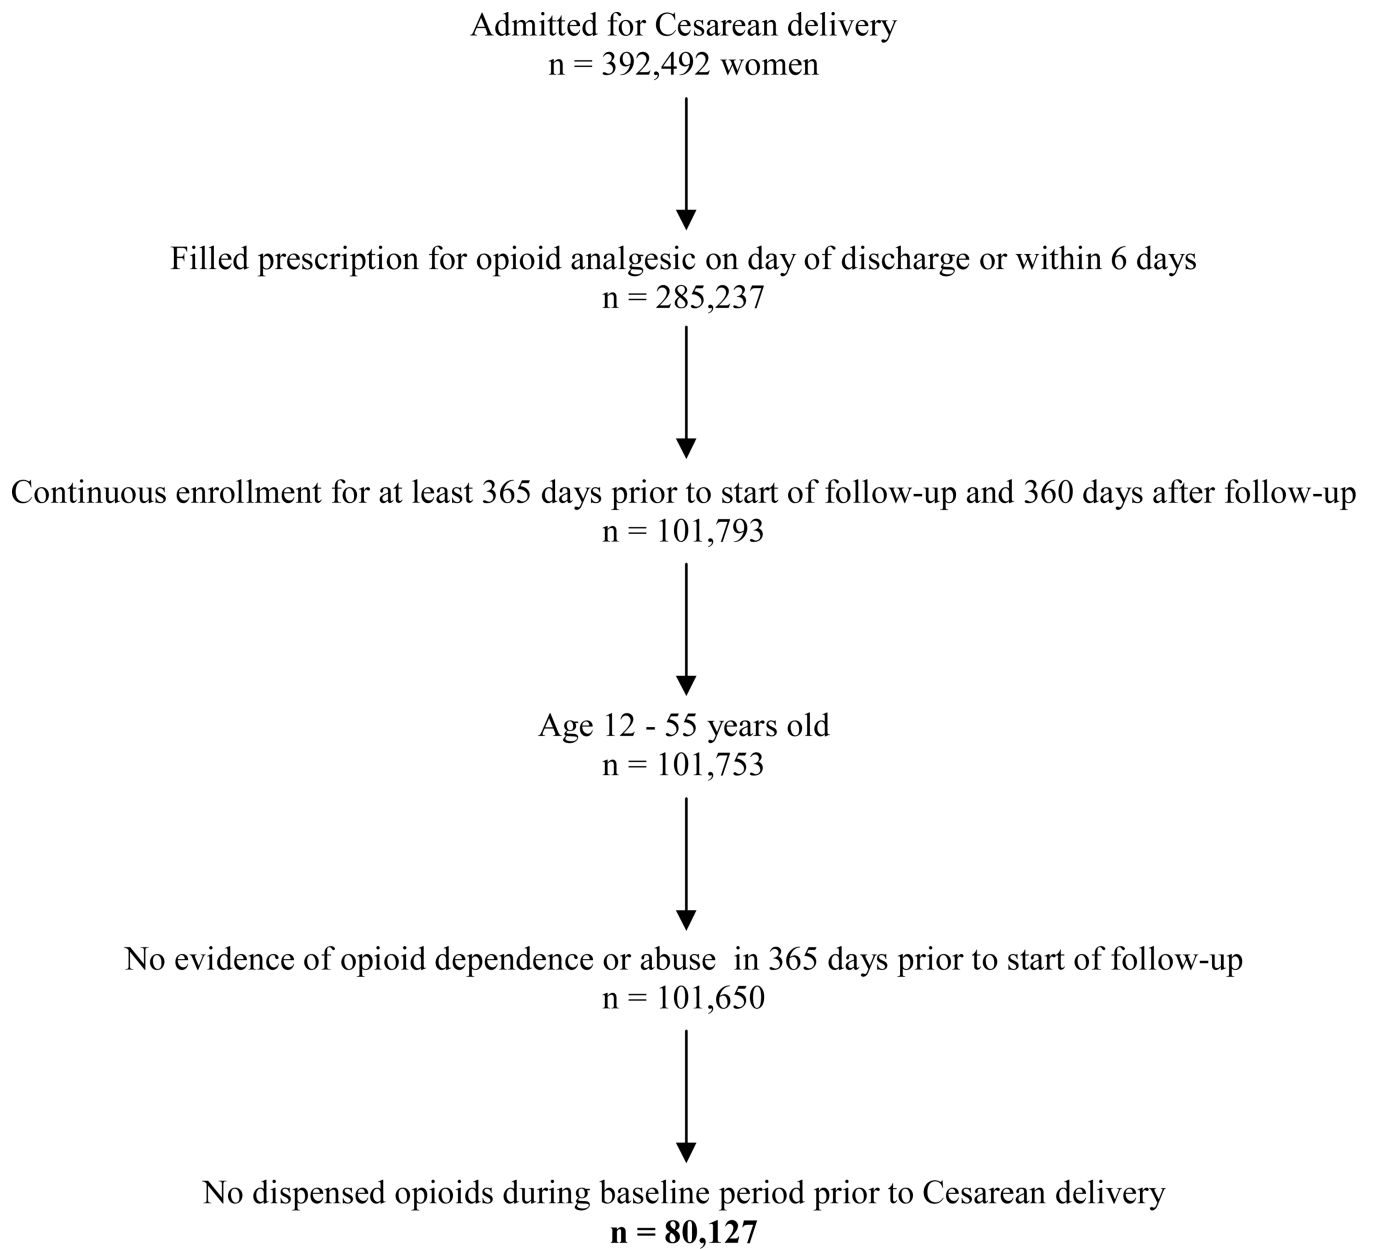 Admitted for Cesarean delivery
n = 392,492 women
Filled prescription for opioid analgesic on day of discharge or within 6 days
n = 285,237
Continuous enrollment for at least 365 days prior to start of follow-up and 360 days after follow-up
n = 101,793
Age 12 - 55 years old
n = 101,753
No evidence of opioid dependence or abuse  in 365 days prior to start of follow-up
n = 101,650
No dispensed opioids during baseline period prior to Cesarean delivery
n = 80,127